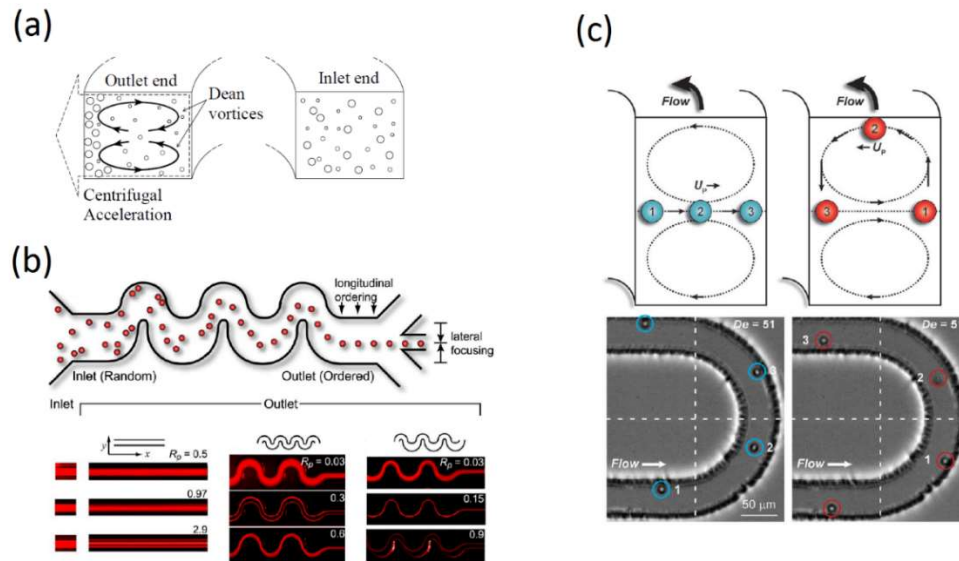 (a)
Outlet end
Inlet end
Dean
vortices
Centrifugal
Acceleration
(b)
longitudinal
ordering
lateral
focusing
Inlet (Random)
Outlet (Ordered)
Inlet
Outlet
y
x
Rp = 0.5
0.97
2.9
Rp = 0.03
0.3
0.6
Rp = 0.03
0.15
0.9
(c)
Flow
Flow
Up
Up
1
2
3
2
3
1
De = 51
3
2
Flow
1
50 μm
De = 5
3
2
1
Flow